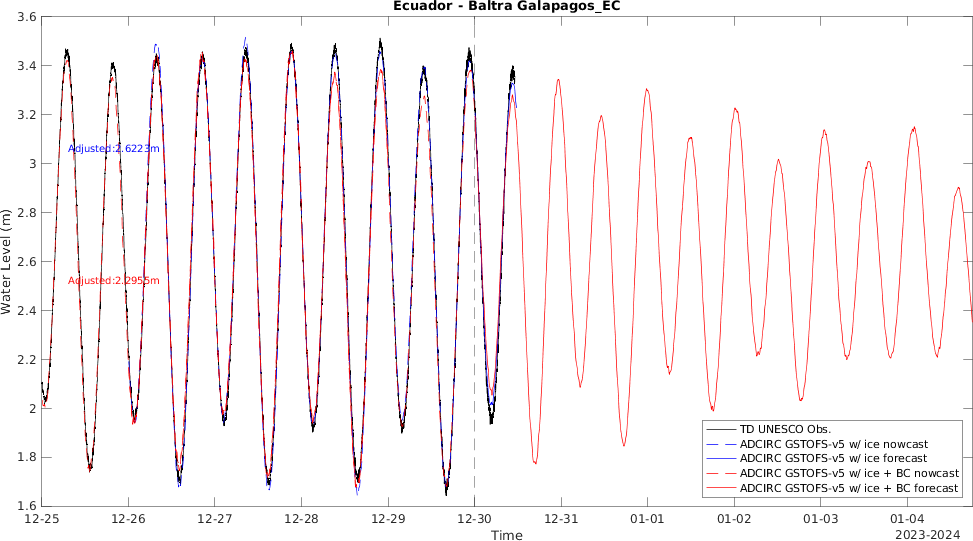 Ecuador - Baltra Galapagos_EC
3.6
3.4
3.2
3
2.8
2.6
2.4
2.2
2
1.8
1.6
Water Level (m)
Adjusted:2.6223m
Adjusted:2.2955m
TD UNESCO Obs.
ADCIRC GSTOFS-v5 w/ ice nowcast
ADCIRC GSTOFS-v5 w/ ice forecast
ADCIRC GSTOFS-v5 w/ ice + BC nowcast
ADCIRC GSTOFS-v5 w/ ice + BC forecast
12-25 12-26 12-27 12-28 12-29 12-30 12-31 01-01 01-02 01-03 01-04
Time
2023-2024